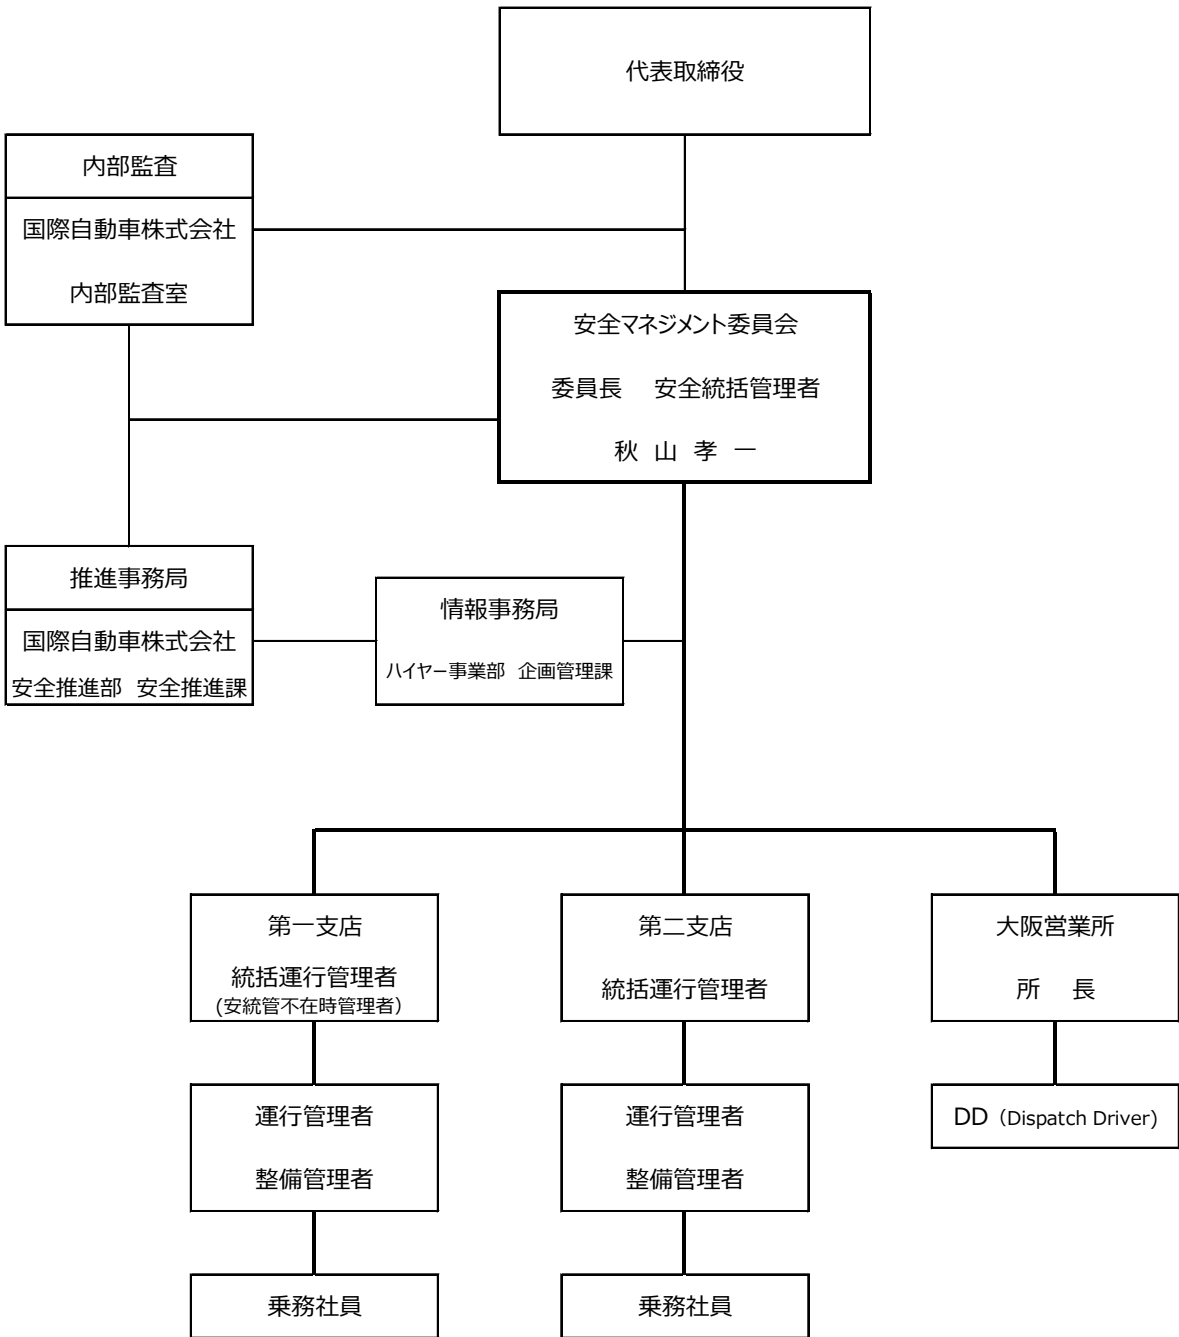 代表取締役
内部監査
国際自動車株式会社
内部監査室
安全マネジメント委員会
委員長 安全統括管理者
秋 山 孝 一
推進事務局
国際自動車株式会社
安全推進部 安全推進課
情報事務局
ハイヤー事業部 企画管理課
第一支店
統括運行管理者
(安統管不在時管理者)
第二支店
統括運行管理者
大阪営業所
所 長
運行管理者
整備管理者
運行管理者
整備管理者
DD (Dispatch Driver)
乗務社員
乗務社員